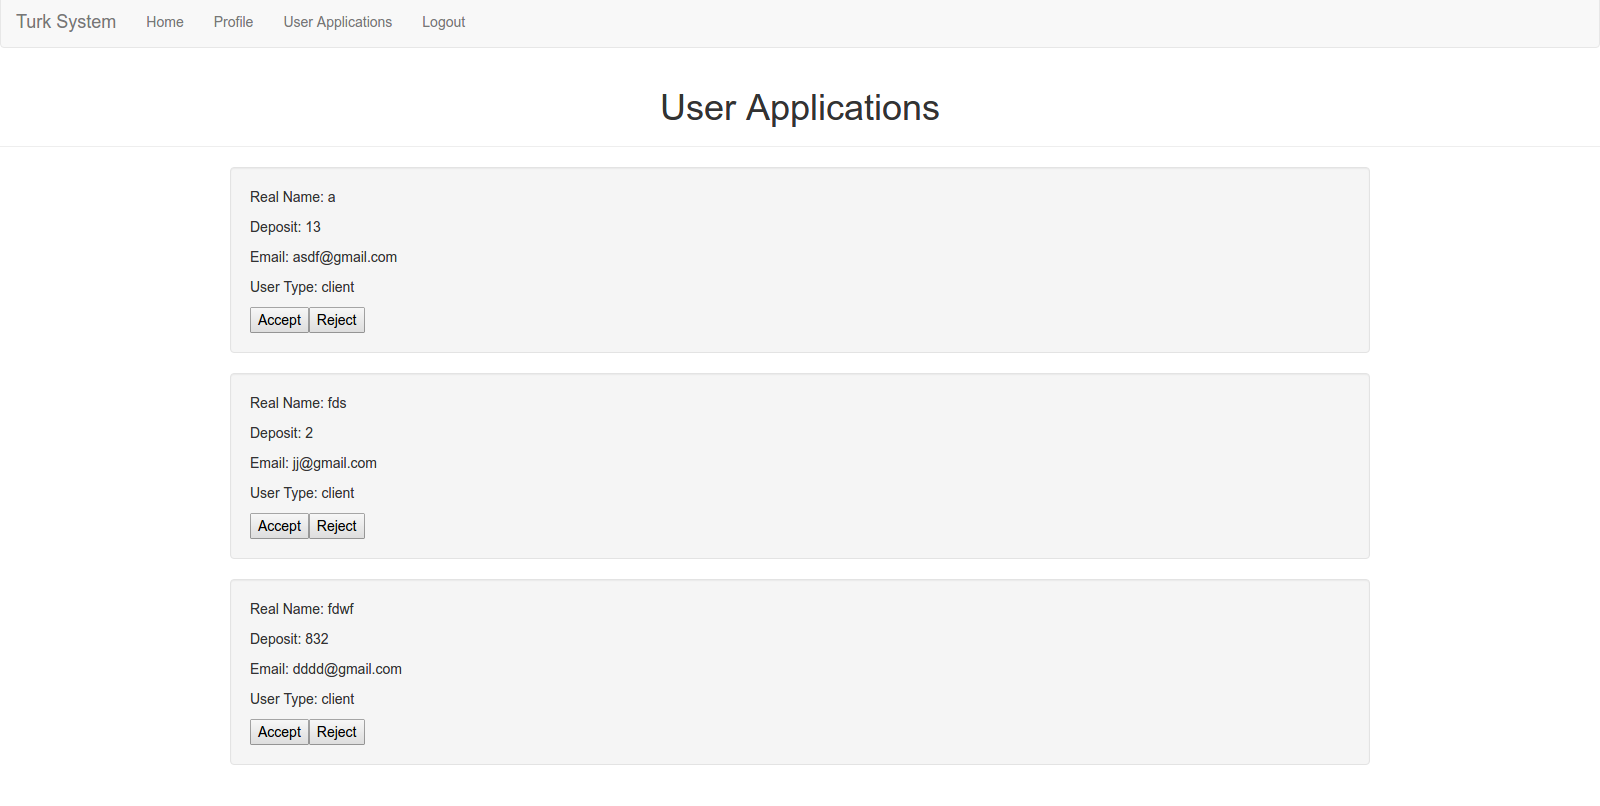 Turk System Home Profile User Applications Logout
User Applications
Real Name: a
Deposit: 13
Email: asdf@gmail.com
User Type: client
Accept Reject
Real Name: fds
Deposit: 2
Email: jj@gmail.com
User Type: client
Accept Reject
Real Name: fdwf
Deposit: 832
Email: dddd@gmail.com
User Type: client
Accept Reject